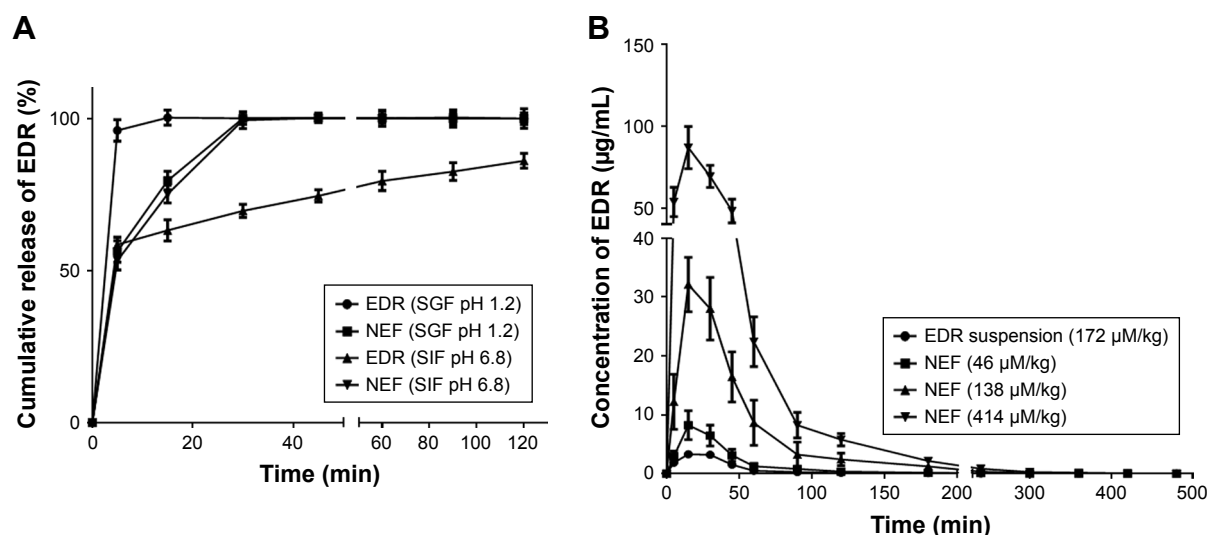 A
Cumulative release of EDR (%)
100
50
0
0 20 40 60 80 100 120
Time (min)
EDR (SGF pH 1.2)
NEF (SGF pH 1.2)
EDR (SIF pH 6.8)
NEF (SIF pH 6.8)
B
Concentration of EDR (µg/mL)
150
100
50
40
30
20
10
0
0 50 100 150 200 300 400 500
Time (min)
EDR suspension (172 µM/kg)
NEF (46 µM/kg)
NEF (138 µM/kg)
NEF (414 µM/kg)